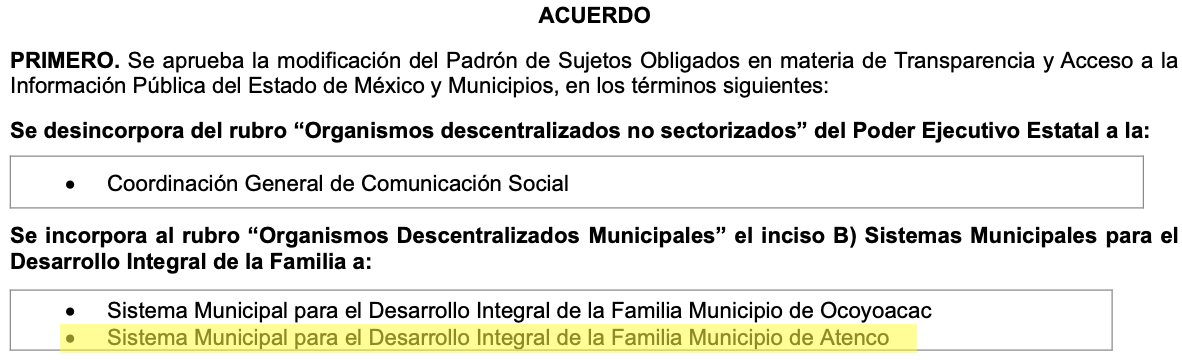 ACUERDO
PRIMERO. Se aprueba la modificación del Padrón de Sujetos Obligados en materia de Transparencia y Acceso a la
Información Pública del Estado de México y Municipios, en los términos siguientes:
Se desincorpora del rubro “Organismos descentralizados no sectorizados” del Poder Ejecutivo Estatal a la:
• Coordinación General de Comunicación Social
Se incorpora al rubro “Organismos Descentralizados Municipales” el inciso B) Sistemas Municipales para el
Desarrollo Integral de la Familia a:
• Sistema Municipal para el Desarrollo Integral de la Familia Municipio de Ocoyoacac
• Sistema Municipal para el Desarrollo Integral de la Familia Municipio de Atenco